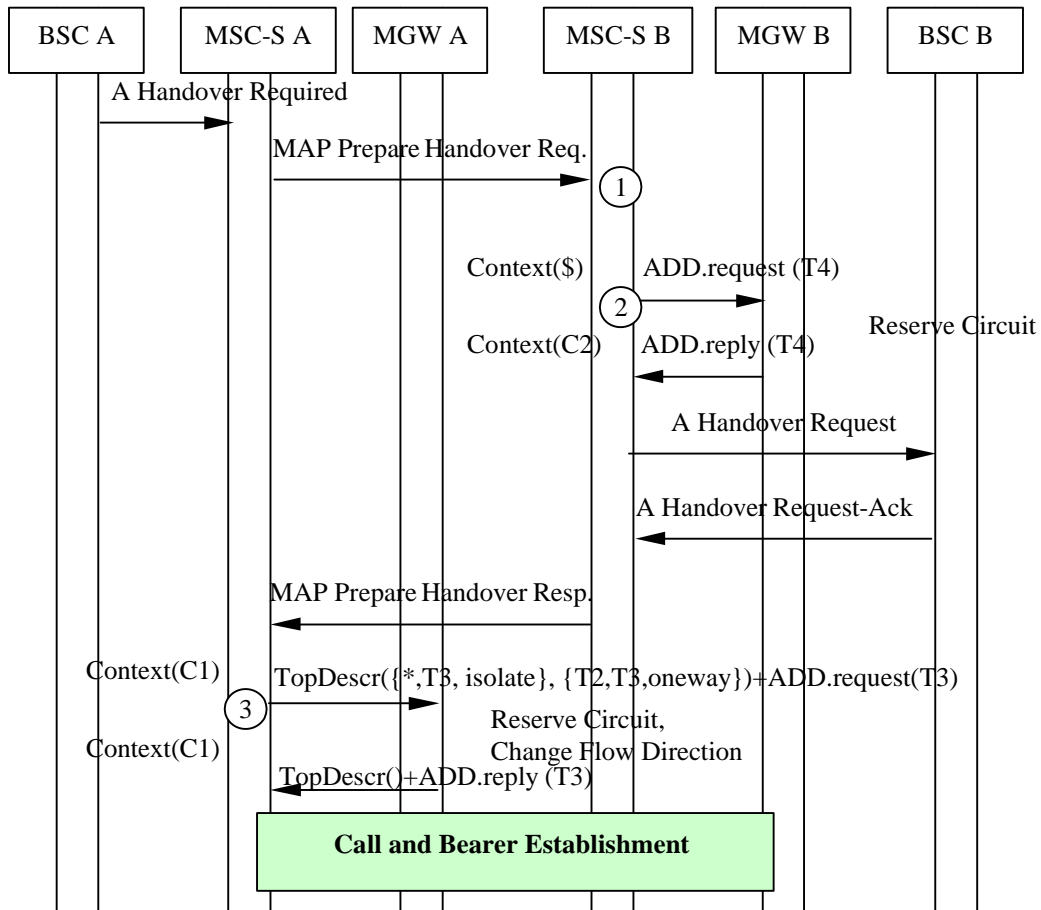 BSC A MSC-S A MGW A MSC-S B MGW B BSC B
A Handover Required
MAP Prepare Handover Req.
1
Context($) ADD.request (T4)
2
Reserve Circuit
Context(C2) ADD.reply (T4)
A Handover Request
A Handover Request-Ack
MAP Prepare Handover Resp.
Context(C1) TopDescr({*,T3, isolate}, {T2,T3,oneway})+ADD.request(T3)
3
Reserve Circuit,
Context(C1) Change Flow Direction
TopDescr()+ADD.reply (T3)
Call and Bearer Establishment